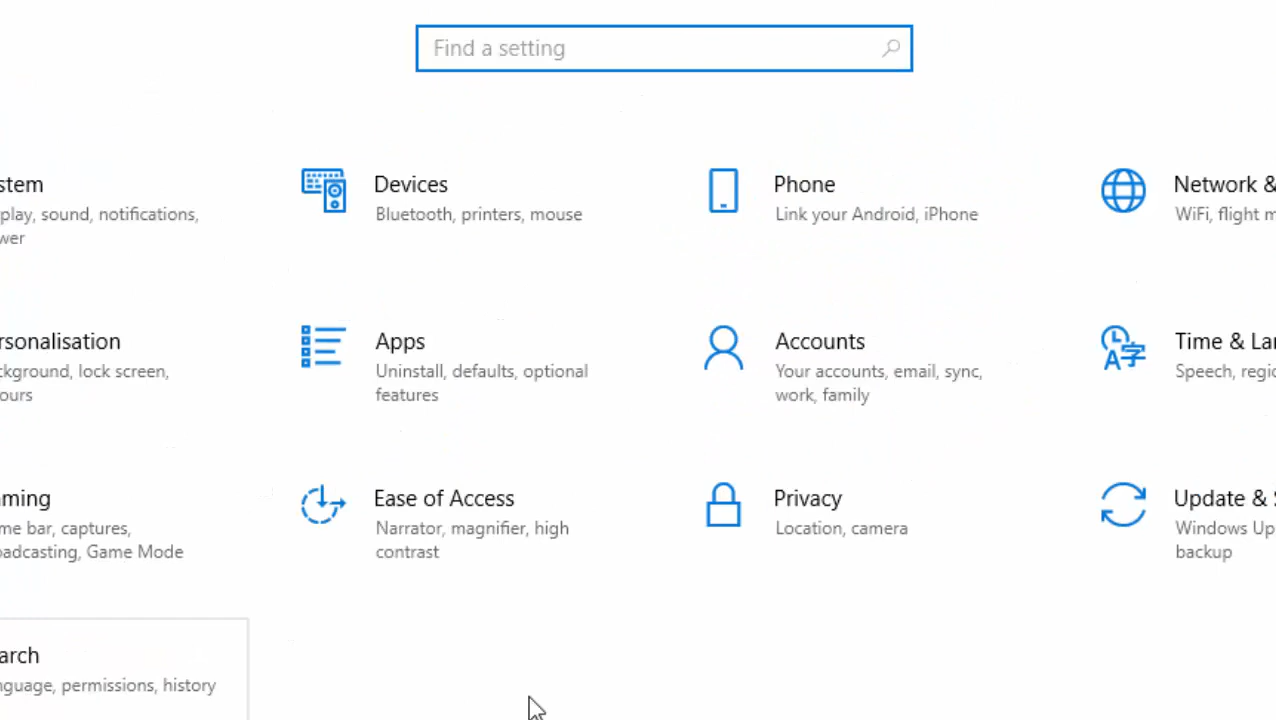 Find a setting
stem
play, sound, notifications,
wer
Devices
Bluetooth, printers, mouse
Phone
Link your Android, iPhone
Network &
WiFi, flight m
rsonalisation
ckground, lock screen,
ours
Apps
Uninstall, defaults, optional
features
Accounts
Your accounts, email, sync,
work, family
Time & Lan
Speech, regio
ming
me bar, captures,
oadcasting, Game Mode
Ease of Access
Narrator, magnifier, high
contrast
Privacy
Location, camera
Update & S
Windows Up
backup
arch
nguage, permissions, history